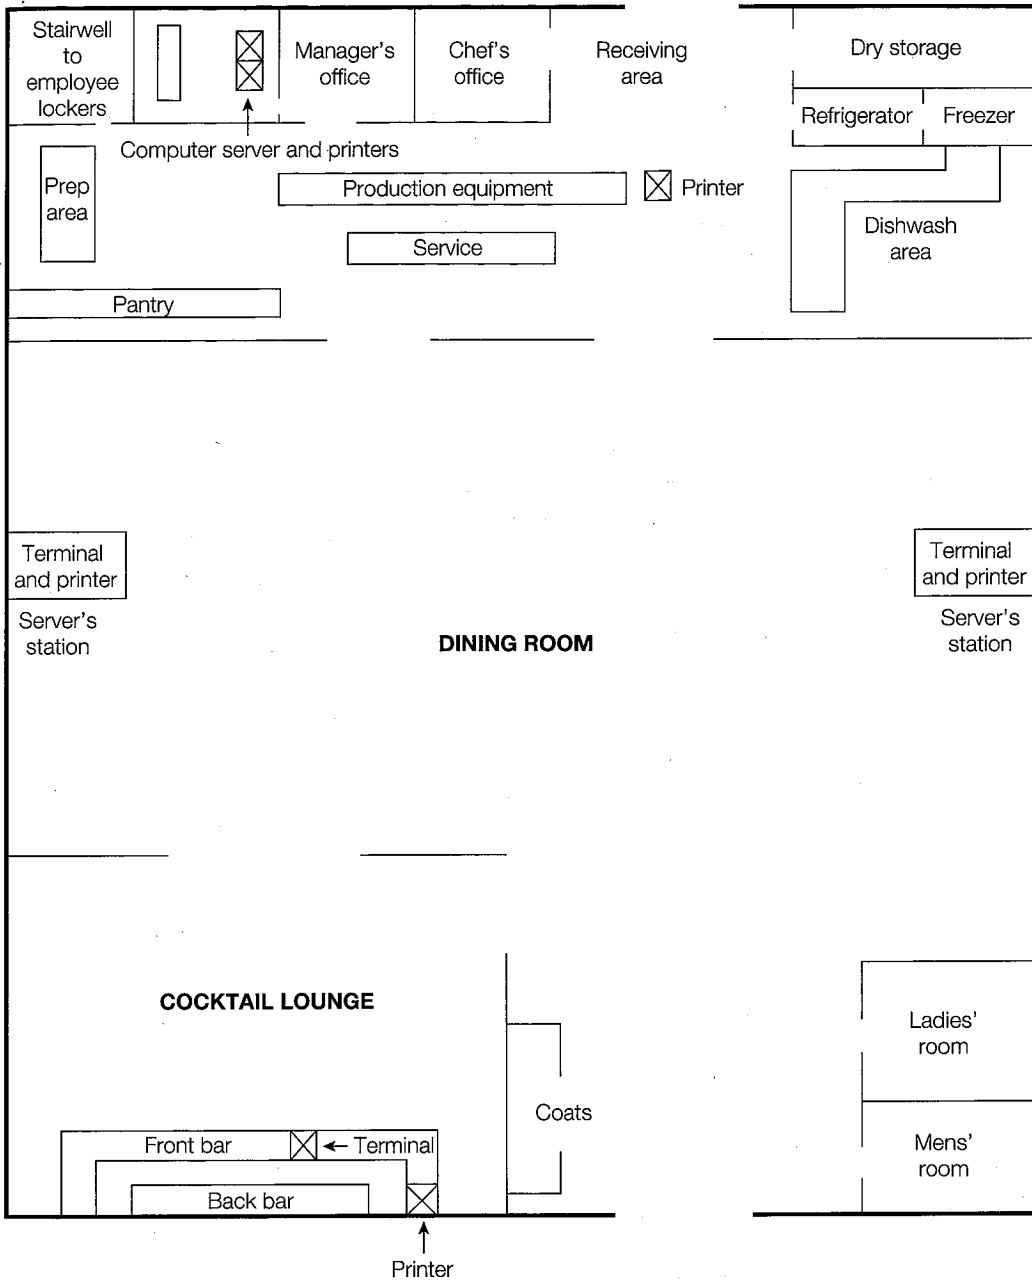 Stairwell
to
employee
lockers
Manager's
office
Chef's
office
Receiving
area
Dry storage
Refrigerator
Freezer
Computer server and printers
Prep
area
Production equipment
Printer
Service
Dishwash
area
Pantry
Terminal
and printer
Server's
station
Terminal
and printer
Server's
station
DINING ROOM
COCKTAIL LOUNGE
Ladies'
room
Coats
Front bar
Terminal
Mens'
room
Back bar
Printer